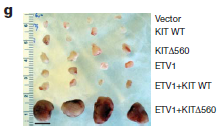 g
Vector
KIT WT
KITΔ560
ETV1
ETV1+KIT WT
ETV1+KITΔ560